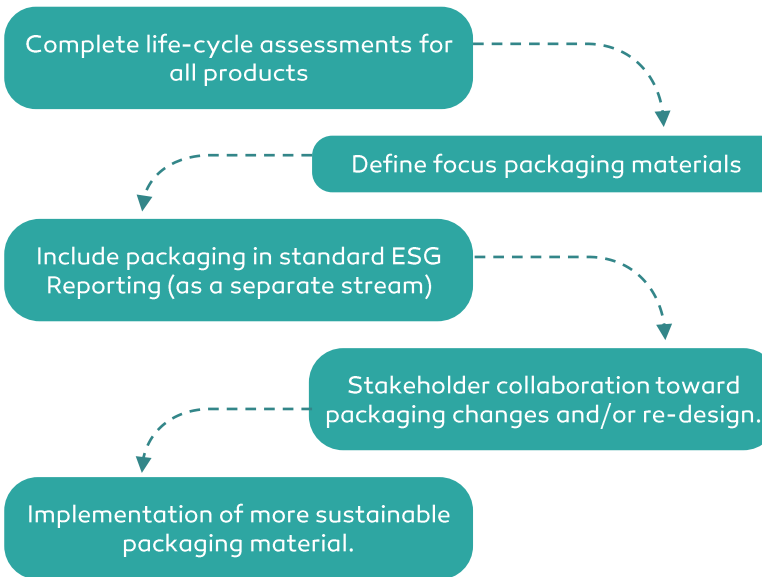 Complete life-cycle assessments for
all products
Define focus packaging materials
Include packaging in standard ESG
Reporting (as a separate stream)
Stakeholder collaboration toward
packaging changes and/or re-design.
Implementation of more sustainable
packaging material.